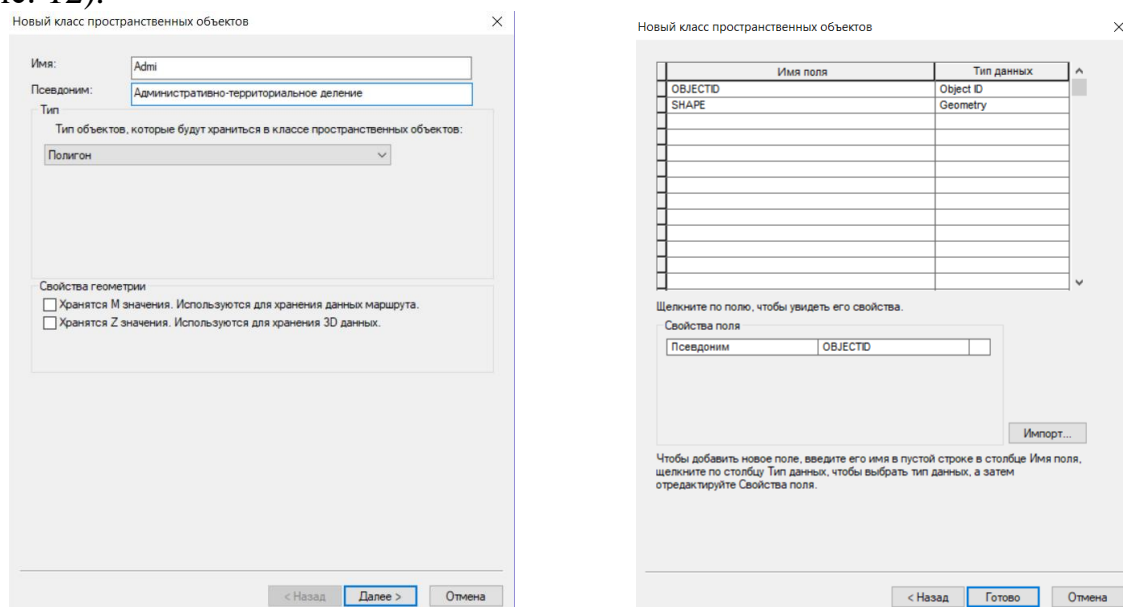 Рис. 12).
Новый класс пространственных объектов
Имя:
Admi
Псевдоним:
Административно-территориальное деление
Тип
Тип объектов, которые будут храниться в классе пространственных объектов:
Полигон
Свойства геометрии
Хранятся M значения. Используются для хранения данных маршрута.
Хранятся Z значения. Используются для хранения 3D данных.
< Назад
Далее >
Отмена
Новый класс пространственных объектов
Имя поля Тип данных
OBJECTID Object ID
SHAPE Geometry
Щелкните по полю, чтобы увидеть его свойства.
Свойства поля
Псевдоним OBJECTID
Импорт...
Чтобы добавить новое поле, введите его имя в пустой строке в столбце Имя поля,
щелкните по столбцу Тип данных, чтобы выбрать тип данных, а затем
отредактируйте Свойства поля.
< Назад
Готово
Отмена